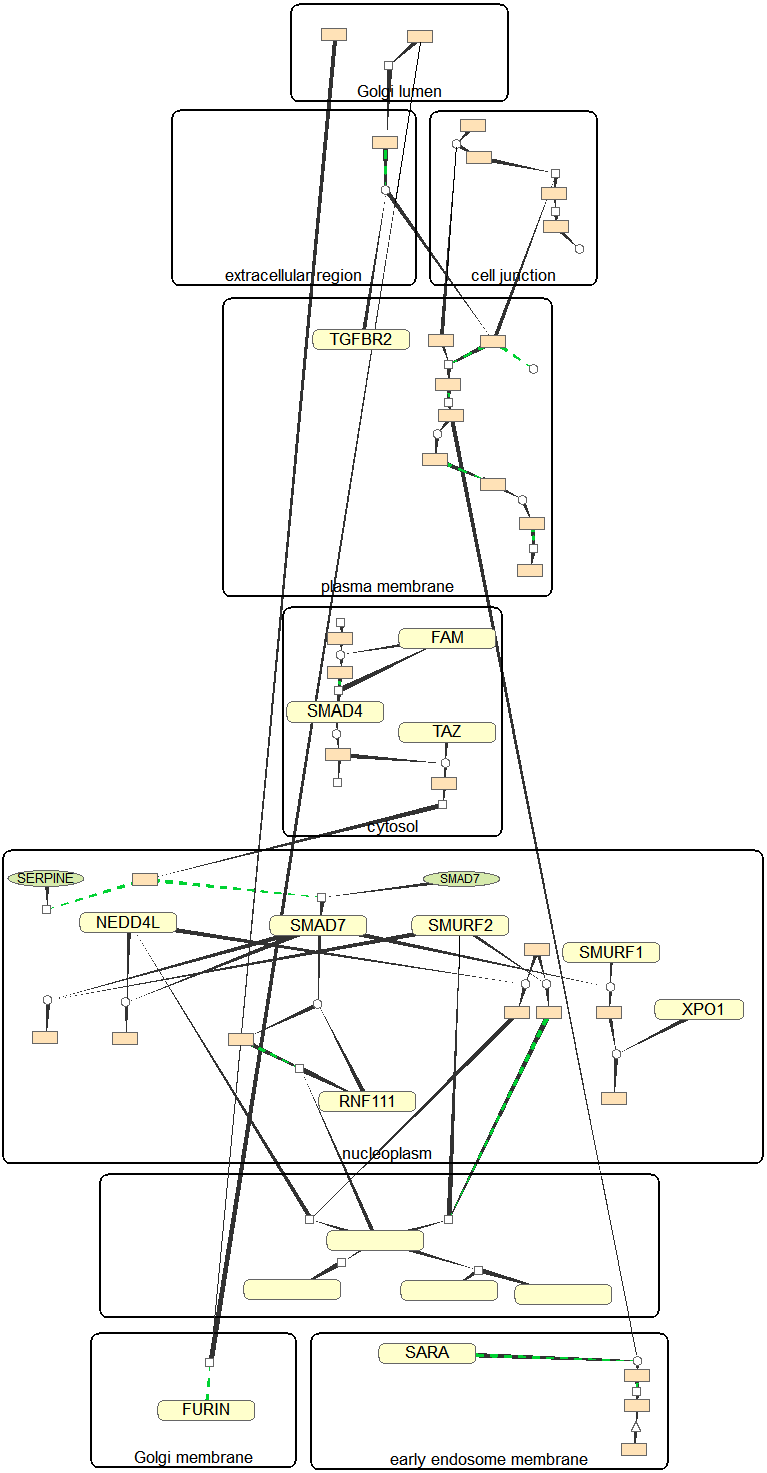 Golgi lumen
extracellular region
cell junction
TGFBR2
plasma membrane
FAM
SMAD4
TAZ
cytosol
SERPINE
SMAD7
NEDD4L
SMAD7
SMURF2
SMURF1
XPO1
RNF111
nucleoplasm
SARA
FURIN
Golgi membrane
early endosome membrane